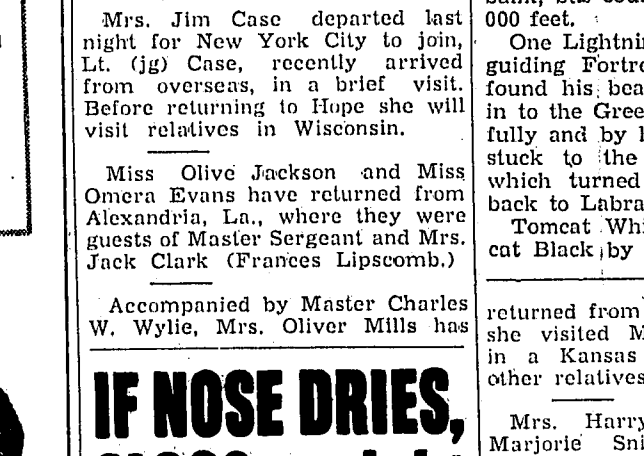 Mrs. Jim Case departed last
night for New York City to join,
Lt. (jg) Case, recently arrived
from overseas, in a brief visit.
Before returning to Hope she will
visit relatives in Wisconsin.
Miss Olive Jackson and Miss
Omera Evans have returned from
Alexandria, La., where they were
guests of Master Sergeant and Mrs.
Jack Clark (Frances Lipscomb.)
Accompanied by Master Charles
W. Wylie, Mrs. Oliver Mills has
IF NOSE DRIES,
000 feet.
One Lightnin
guiding Fortre
found his bea
in to the Gree
fully and by l
stuck to the
which turned
back to Labra
Tomcat Whi
cat Black by
returned from
she visited M
in a Kansas
other relatives
Mrs. Harry
Marjorie Sni